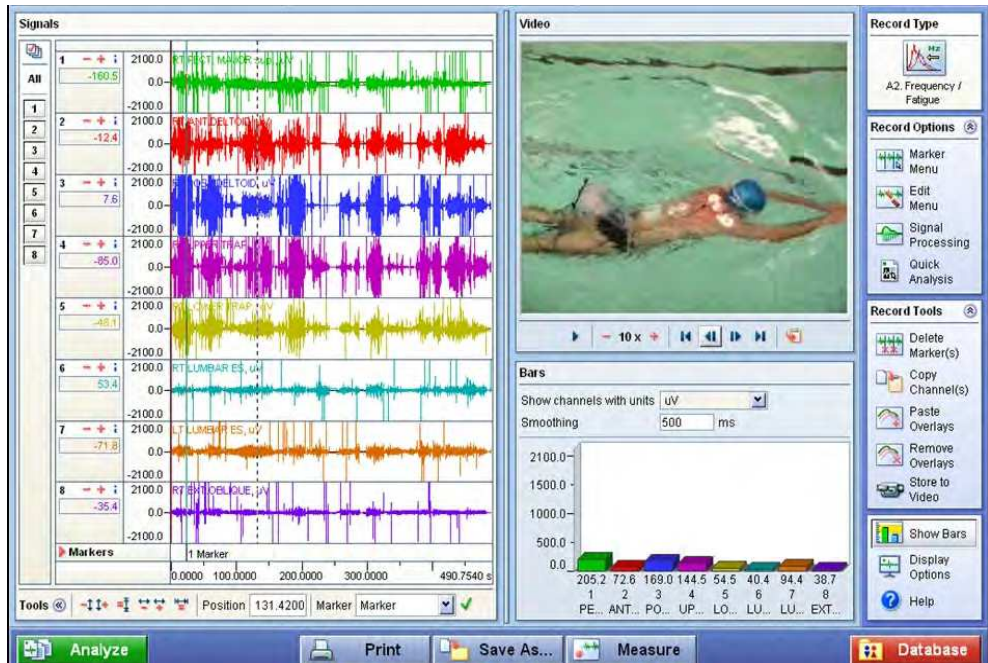 Signals
All
1
2
3
4
5
6
7
8
1 -160.5 2100.0 0.0 -2100.0 RT PECT. MAJOR
2 -12.4 2100.0 0.0 -2100.0 RT ANT.DELTOID, uV
3 7.6 2100.0 0.0 -2100.0 DELTOID, uV
4 -85.0 2100.0 0.0 -2100.0 RT UPPER TRAP, uV
5 -48.1 2100.0 0.0 -2100.0 RT LOWER TRAP, uV
6 53.4 2100.0 0.0 -2100.0 RT LUMBAR ES, uV
7 -71.8 2100.0 0.0 -2100.0 LT LUMBAR ES, uV
8 -35.4 2100.0 0.0 -2100.0 RT EXT.OBLIQUE, uV
Markers 1 Marker
0.0000 100.0000 200.0000 300.0000 490.7540 s
Tools Position 131.4200 Marker Marker
Video
10 x
Bars
Show channels with units uV
Smoothing 500 ms
2100.0
1500.0
1000.0
500.0
0.0
205.2 72.6 169.0 144.5 54.5 40.4 94.4 38.7
1 2 3 4 5 6 7 8
PE... ANT... PO... UP... LO... LU... LU... EXT...
Record Type
Hz
A2. Frequency /
Fatigue
Record Options
Marker
Menu
Edit
Menu
Signal
Processing
Quick
Analysis
Record Tools
Delete
Marker(s)
Copy
Channel(s)
Paste
Overlays
Remove
Overlays
Store to
Video
Show Bars
Display
Options
Help
Analyze Print Save As... Measure Database